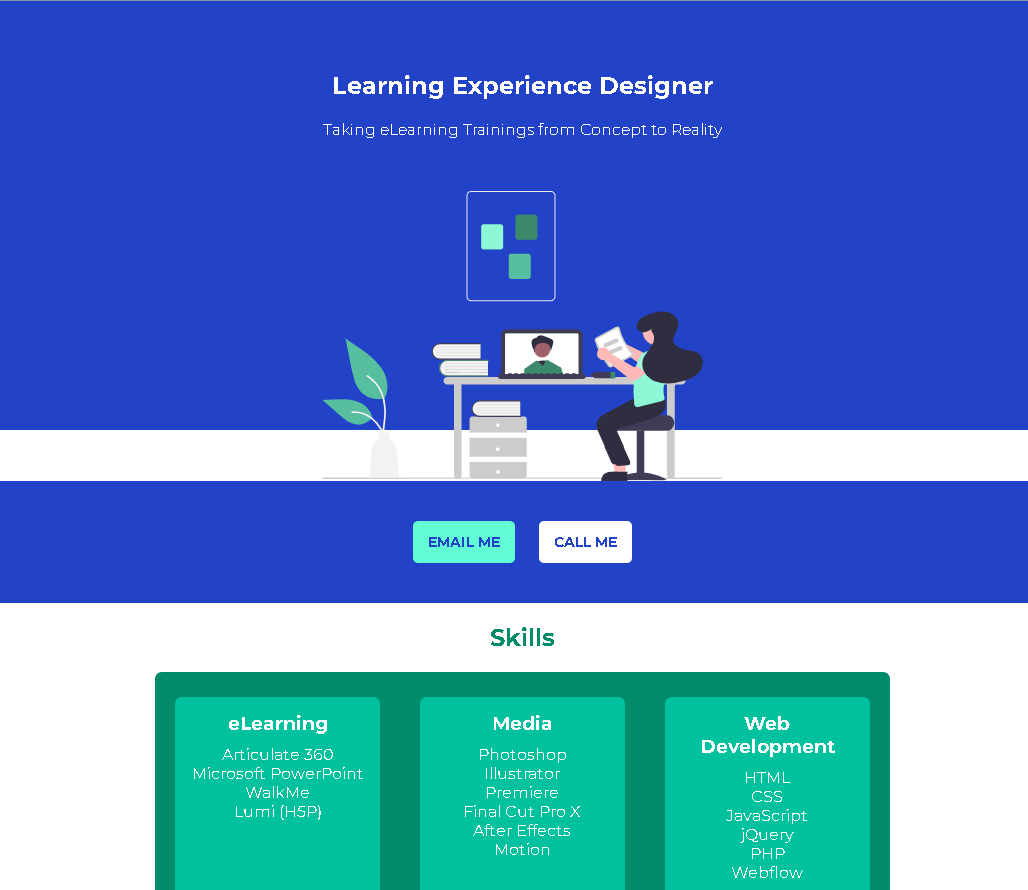 Learning Experience Designer
Taking eLearning Trainings from Concept to Reality
EMAIL ME
CALL ME
Skills
eLearning
Articulate 360
Microsoft PowerPoint
WalkMe
Lumi (H5P)
Media
Photoshop
Illustrator
Premiere
Final Cut Pro X
After Effects
Motion
Web
Development
HTML
CSS
JavaScript
jQuery
PHP
Webflow